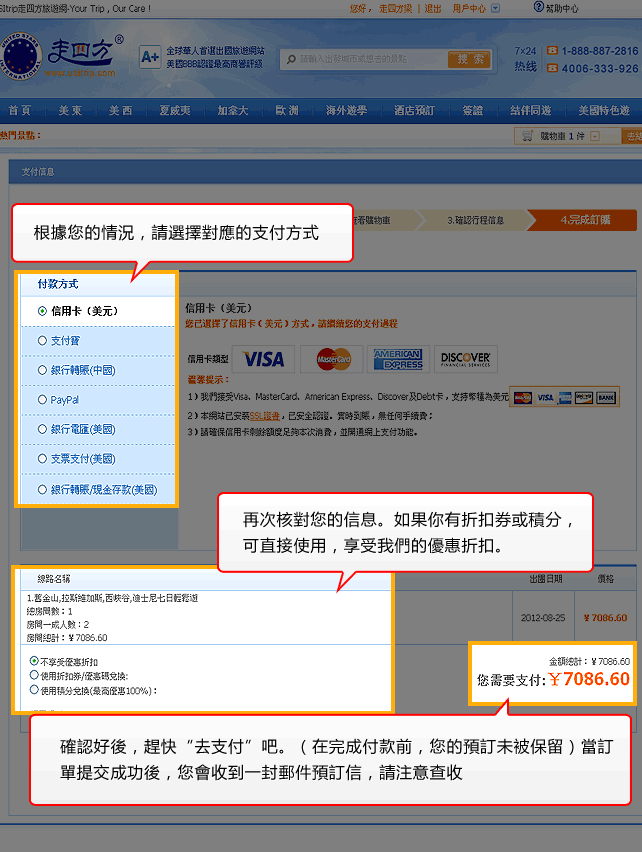 SItrip走四方旅遊網-Your Trip , Our Care !
您好， 走四方梁 | 退出 用戶中心 幫助中心
UNITED STARS INTERNATIONAL
走四方®
www.usitrip.com
A+ 全球華人首選出國旅遊網站
美國BBB認證最高商譽評級
請輸入出發城市或想去的景點 搜 索
7×24 1-888-887-2816
热线 4006-333-926
首 頁 美 東 美 西 夏威夷 加拿大 歐 洲 海外遊學 酒店預訂 簽證 結伴同遊 美國特色遊
熱門景點：
購物車 1 件
支付信息
查看購物車 3.確認行程信息 4.完成訂購
根據您的情況，請選擇對應的支付方式
付款方式
信用卡（美元）
支付寶
銀行轉賬(中國)
PayPal
銀行電匯(美國)
支票支付(美國)
銀行轉賬/現金存款(美國)
信用卡（美元）
您已選擇了信用卡（美元）方式，請繼續您的支付過程
信用卡類型 VISA MasterCard AMERICAN EXPRESS DISCOVER
FINANCIAL SERVICES
溫馨提示：
1）我們接受Visa、MasterCard、American Express、Discover及Debt卡，支持幣種為美元 MasterCard VISA BANK
2）本網站已安裝SSL證書，已安全認證。實時到賬，無任何手續費；
3）請確保信用卡剩餘額度足夠本次消費，並開通網上支付功能。
再次核對您的信息。如果你有折扣券或積分，
可直接使用，享受我們的優惠折扣。
線路名稱 出團日期 價格
1.舊金山,拉斯維加斯,西峽谷,迪士尼七日輕鬆遊
總房間數：1
房間一成人數：2
房間總計：¥7086.60
2012-08-25 ¥ 7086.60
不享受優惠折扣
使用折扣券/優惠碼兌換:
使用積分兌換(最高優惠100%)：
金額總計：¥7086.60
您需要支付:¥7086.60
確認好後，趕快“去支付”吧。（在完成付款前，您的預訂未被保留）當訂
單提交成功後，您會收到一封郵件預訂信，請注意查收